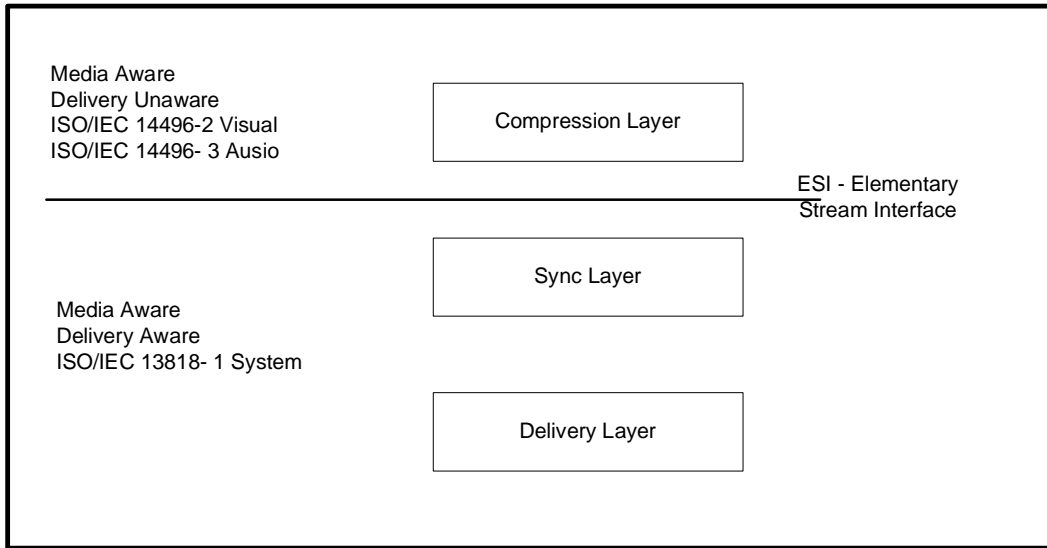 Media Aware
Delivery Unaware
ISO/IEC 14496-2 Visual
ISO/IEC 14496- 3 Ausio
Compression Layer
ESI - Elementary
Stream Interface
Sync Layer
Media Aware
Delivery Aware
ISO/IEC 13818- 1 System
Delivery Layer